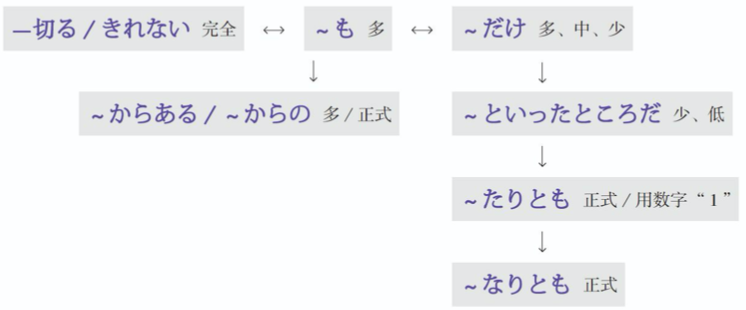 —切る / きれない 完全 ↔ ~も 多 ↔ ~だけ 多、中、少
↓ ↓
~からある / ~からの 多 / 正式 ~といったところだ 少、低
↓
~たりとも 正式 / 用数字“1”
↓
~なりとも 正式